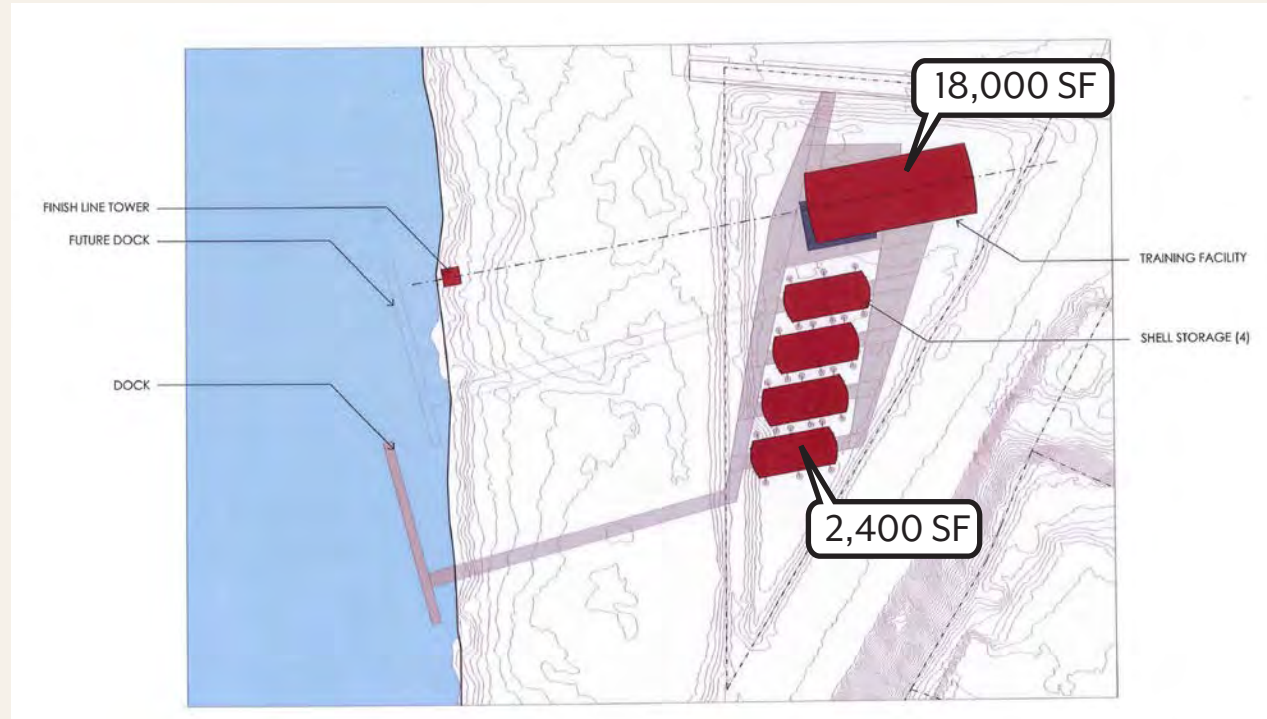 18,000 SF
FINISH LINE TOWER
FUTURE DOCK
TRAINING FACILITY
SHELL STORAGE (4)
DOCK
2,400 SF